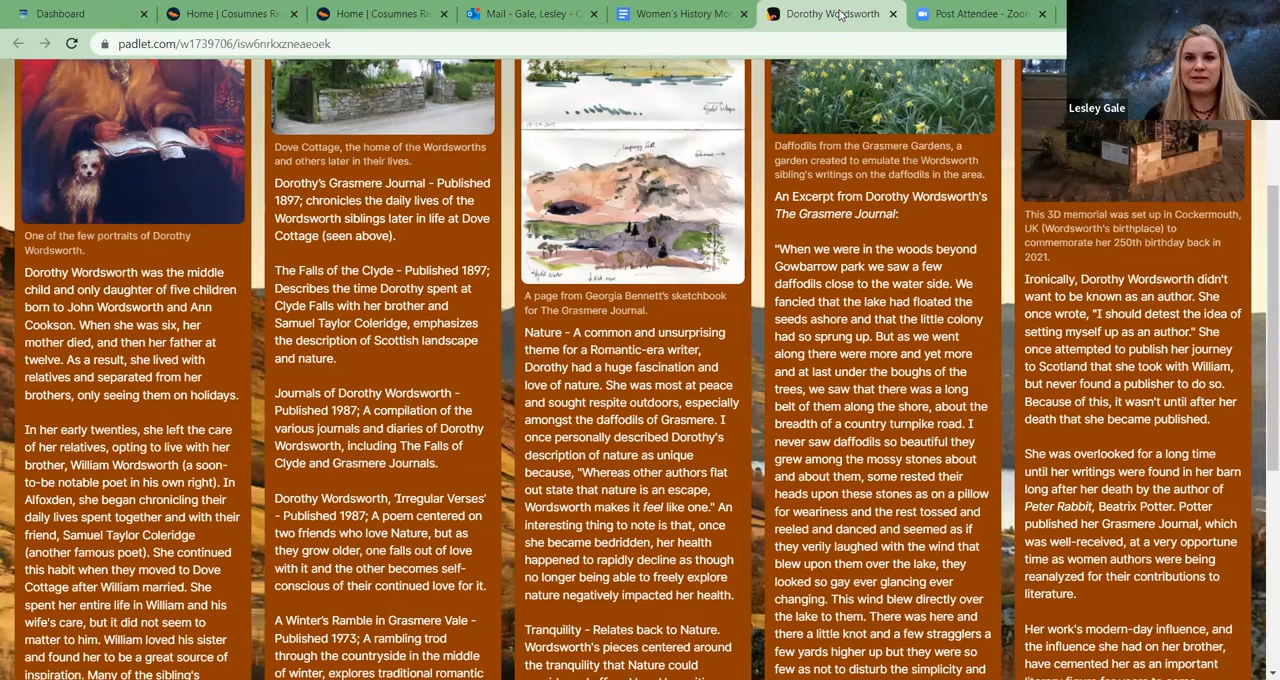 Dashboard
Home | Cosumnes Ri
Home | Cosumnes Ri
Mail - Gale, Lesley - O
Women's History Mo
Dorothy Wordsworth
Post Attendee - Zoom
padlet.com/w1739706/isw6nrkxzneaeoek
Lesley Gale
One of the few portraits of Dorothy
Wordsworth.
Dorothy Wordsworth was the middle
child and only daughter of five children
born to John Wordsworth and Ann
Cookson. When she was six, her
mother died, and then her father at
twelve. As a result, she lived with
relatives and separated from her
brothers, only seeing them on holidays.
In her early twenties, she left the care
of her relatives, opting to live with her
brother, William Wordsworth (a soon-
to-be notable poet in his own right). In
Alfoxden, she began chronicling their
daily lives spent together and with their
friend, Samuel Taylor Coleridge
(another famous poet). She continued
this habit when they moved to Dove
Cottage after William married. She
spent her entire life in William and his
wife's care, but it did not seem to
matter to him. William loved his sister
and found her to be a great source of
inspiration. Many of the sibling's
Dove Cottage, the home of the Wordsworths
and others later in their lives.
Dorothy's Grasmere Journal - Published
1897; chronicles the daily lives of the
Wordsworth siblings later in life at Dove
Cottage (seen above).
The Falls of the Clyde - Published 1897;
Describes the time Dorothy spent at
Clyde Falls with her brother and
Samuel Taylor Coleridge, emphasizes
the description of Scottish landscape
and nature.
Journals of Dorothy Wordsworth -
Published 1987; A compilation of the
various journals and diaries of Dorothy
Wordsworth, including The Falls of
Clyde and Grasmere Journals.
Dorothy Wordsworth, 'Irregular Verses'
- Published 1987; A poem centered on
two friends who love Nature, but as
they grow older, one falls out of love
with it and the other becomes self-
conscious of their continued love for it.
A Winter's Ramble in Grasmere Vale -
Published 1973; A rambling trod
through the countryside in the middle
of winter, explores traditional romantic
A page from Georgia Bennett's sketchbook
for The Grasmere Journal.
Nature - A common and unsurprising
theme for a Romantic-era writer,
Dorothy had a huge fascination and
love of nature. She was most at peace
and sought respite outdoors, especially
amongst the daffodils of Grasmere. I
once personally described Dorothy's
description of nature as unique
because, "Whereas other authors flat
out state that nature is an escape,
Wordsworth makes it feel like one." An
interesting thing to note is that, once
she became bedridden, her health
happened to rapidly decline as though
no longer being able to freely explore
nature negatively impacted her health.
Tranquility - Relates back to Nature.
Wordsworth's pieces centered around
the tranquility that Nature could
Daffodils from the Grasmere Gardens, a
garden created to emulate the Wordsworth
sibling's writings on the daffodils in the area.
An Excerpt from Dorothy Wordsworth's
The Grasmere Journal:
"When we were in the woods beyond
Gowbarrow park we saw a few
daffodils close to the water side. We
fancied that the lake had floated the
seeds ashore and that the little colony
had so sprung up. But as we went
along there were more and yet more
and at last under the boughs of the
trees, we saw that there was a long
belt of them along the shore, about the
breadth of a country turnpike road. I
never saw daffodils so beautiful they
grew among the mossy stones about
and about them, some rested their
heads upon these stones as on a pillow
for weariness and the rest tossed and
reeled and danced and seemed as if
they verily laughed with the wind that
blew upon them over the lake, they
looked so gay ever glancing ever
changing. This wind blew directly over
the lake to them. There was here and
there a little knot and a few stragglers a
few yards higher up but they were so
few as not to disturb the simplicity and
This 3D memorial was set up in Cockermouth,
UK (Wordsworth's birthplace) to
commemorate her 250th birthday back in
2021.
Ironically, Dorothy Wordsworth didn't
want to be known as an author. She
once wrote, "I should detest the idea of
setting myself up as an author." She
once attempted to publish her journey
to Scotland that she took with William,
but never found a publisher to do so.
Because of this, it wasn't until after her
death that she became published.
She was overlooked for a long time
until her writings were found in her barn
long after her death by the author of
Peter Rabbit, Beatrix Potter. Potter
published her Grasmere Journal, which
was well-received, at a very opportune
time as women authors were being
reanalyzed for their contributions to
literature.
Her work's modern-day influence, and
the influence she had on her brother,
have cemented her as an important